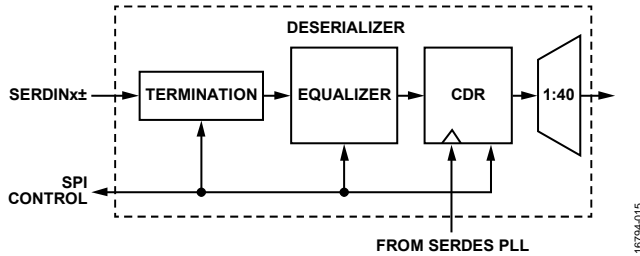 DESERIALIZER
SERDINx±
TERMINATION
EQUALIZER
CDR
1:40
SPI
CONTROL
FROM SERDES PLL
16794-015